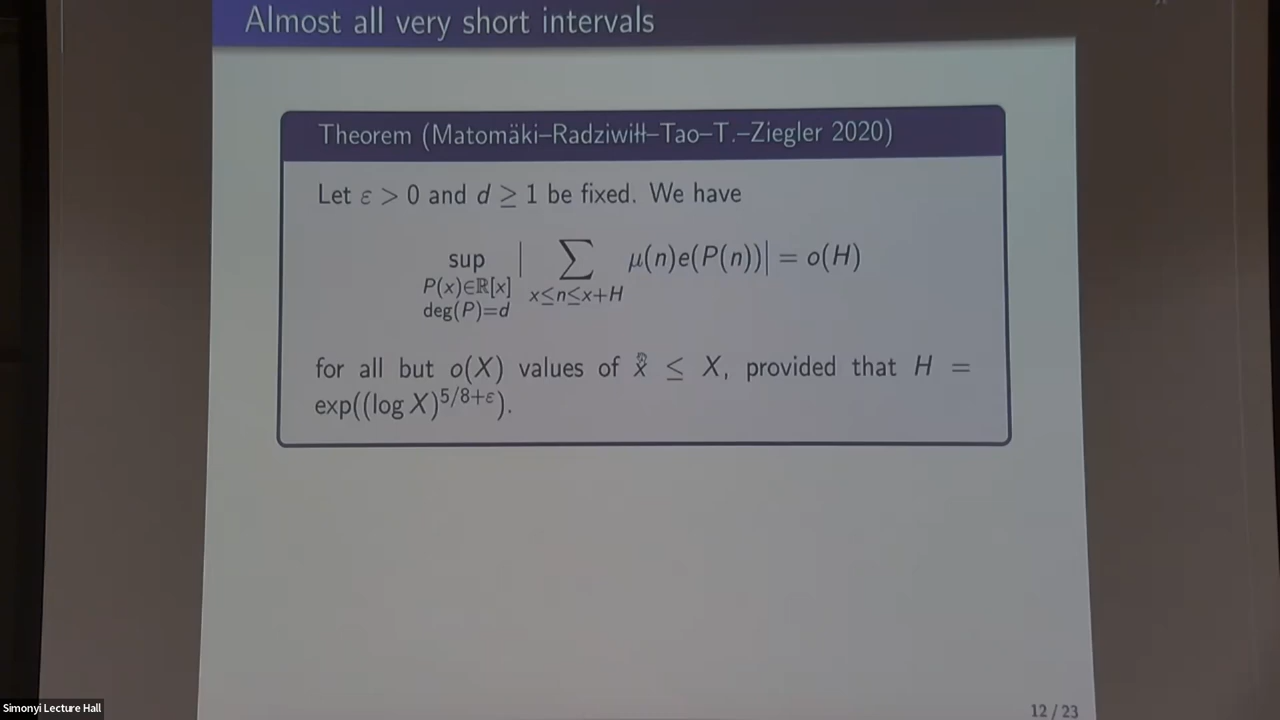 Almost all very short intervals
Theorem (Matomäki–Radziwiłł–Tao–T.–Ziegler 2020)
Let ε > 0 and d ≥ 1 be fixed. We have
sup | ∑ μ(n)e(P(n))| = o(H)
P(x)∈ℝ[x] x≤n≤x+H
deg(P)=d
for all but o(X) values of x ≤ X, provided that H =
exp((log X)^{5/8+ε}).
Simonyi Lecture Hall
12 / 23